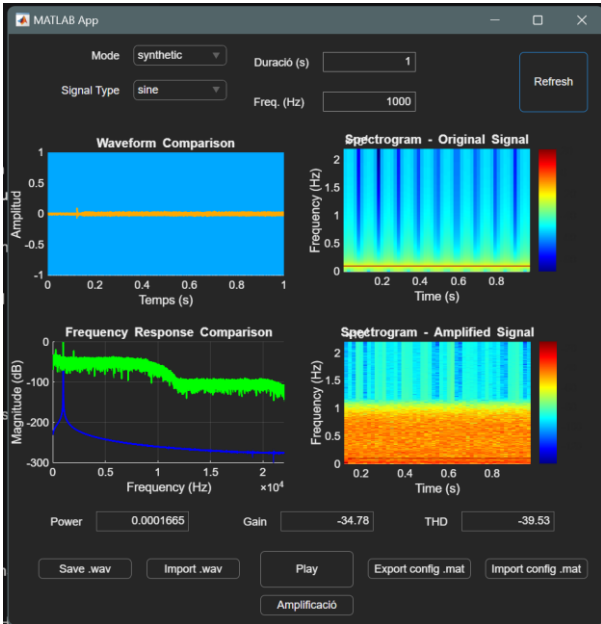 MATLAB App
Mode synthetic Duració (s) 1 Refresh
Signal Type sine Freq. (Hz) 1000
Waveform Comparison
Amplitud
1
0.5
0
-0.5
-1
0 0.2 0.4 0.6 0.8 1
Temps (s)
Spectrogram - Original Signal
Frequency (Hz)
2
1.5
1
0.5
0
0.2 0.4 0.6 0.8
Time (s)
Frequency Response Comparison
Magnitude (dB)
0
-100
-200
-300
0 0.5 1 1.5 2
×10⁴
Frequency (Hz)
Spectrogram - Amplified Signal
Frequency (Hz)
2
1.5
1
0.5
0
0.2 0.4 0.6 0.8
Time (s)
Power 0.0001665 Gain -34.78 THD -39.53
Save .wav Import .wav Play Export config .mat Import config .mat
Amplificació